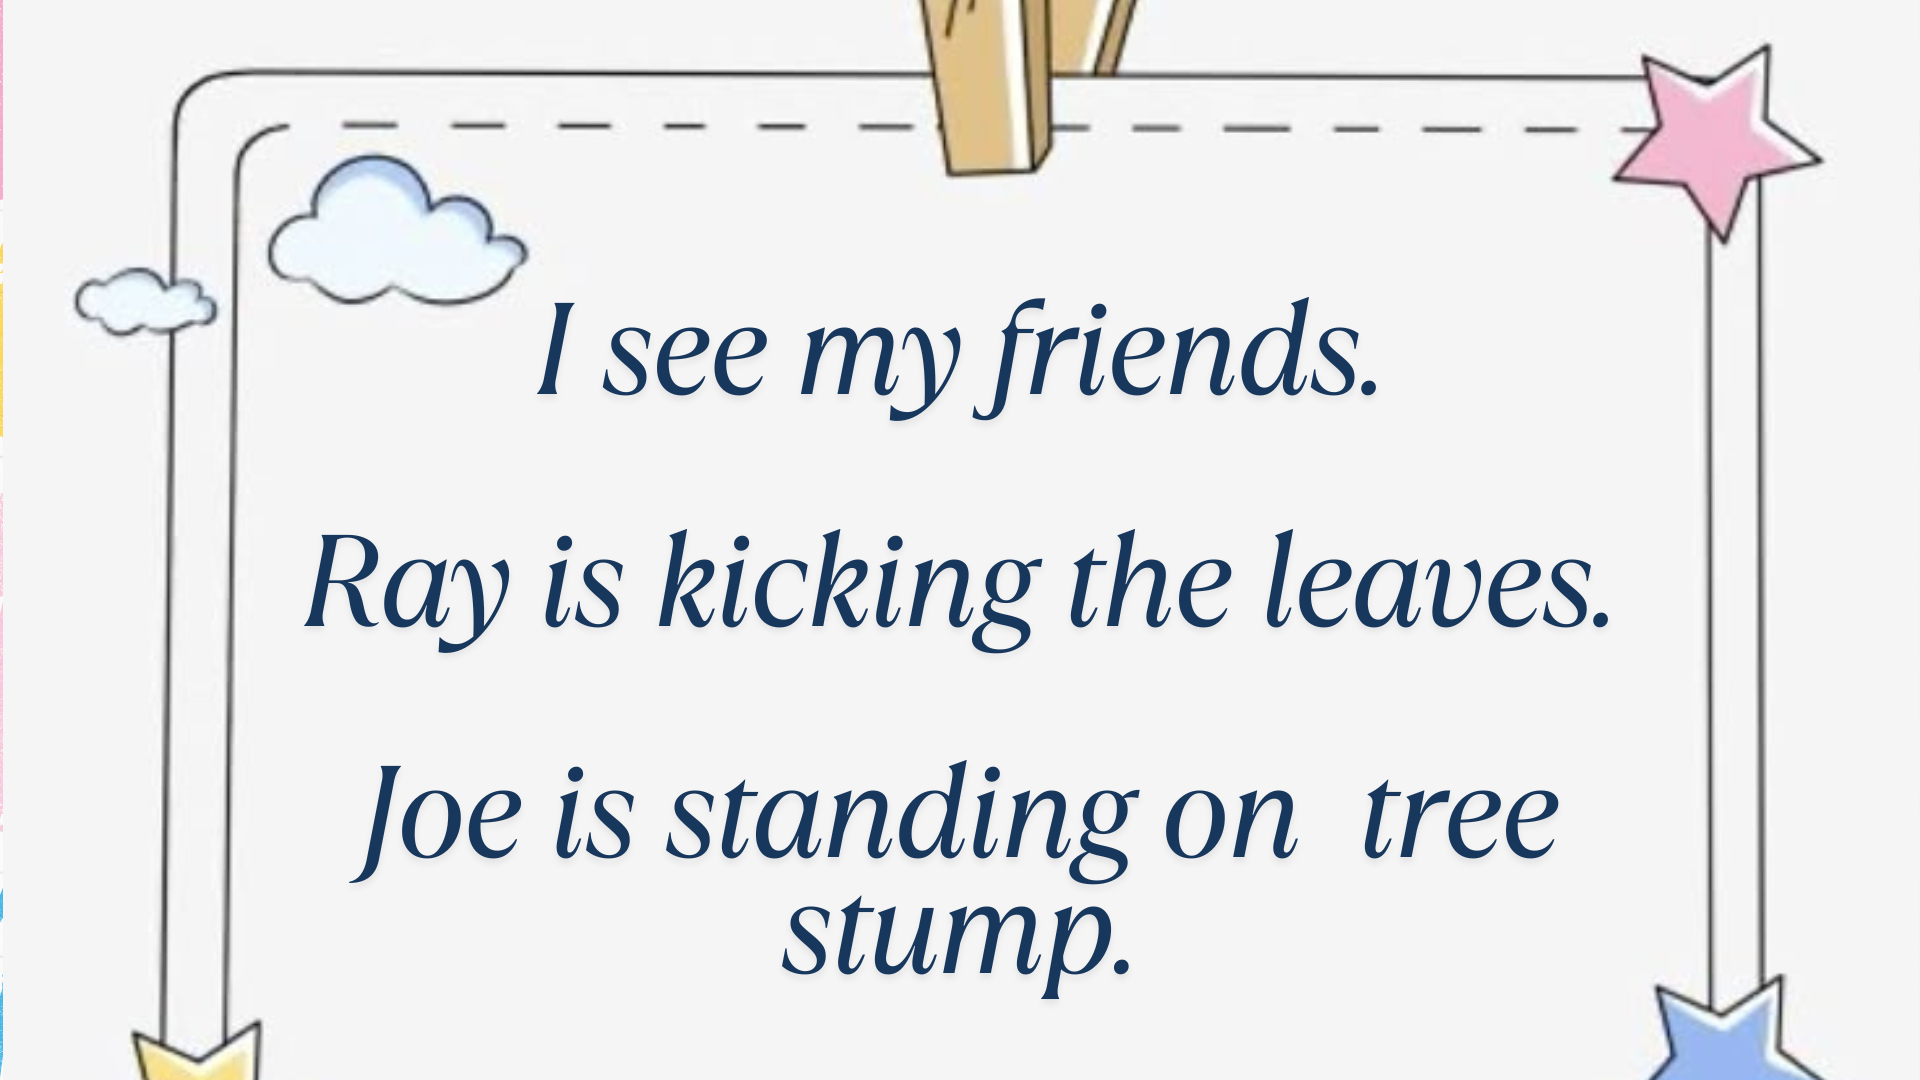 I see my friends.
Ray is kicking the leaves.
Joe is standing on  tree
stump.